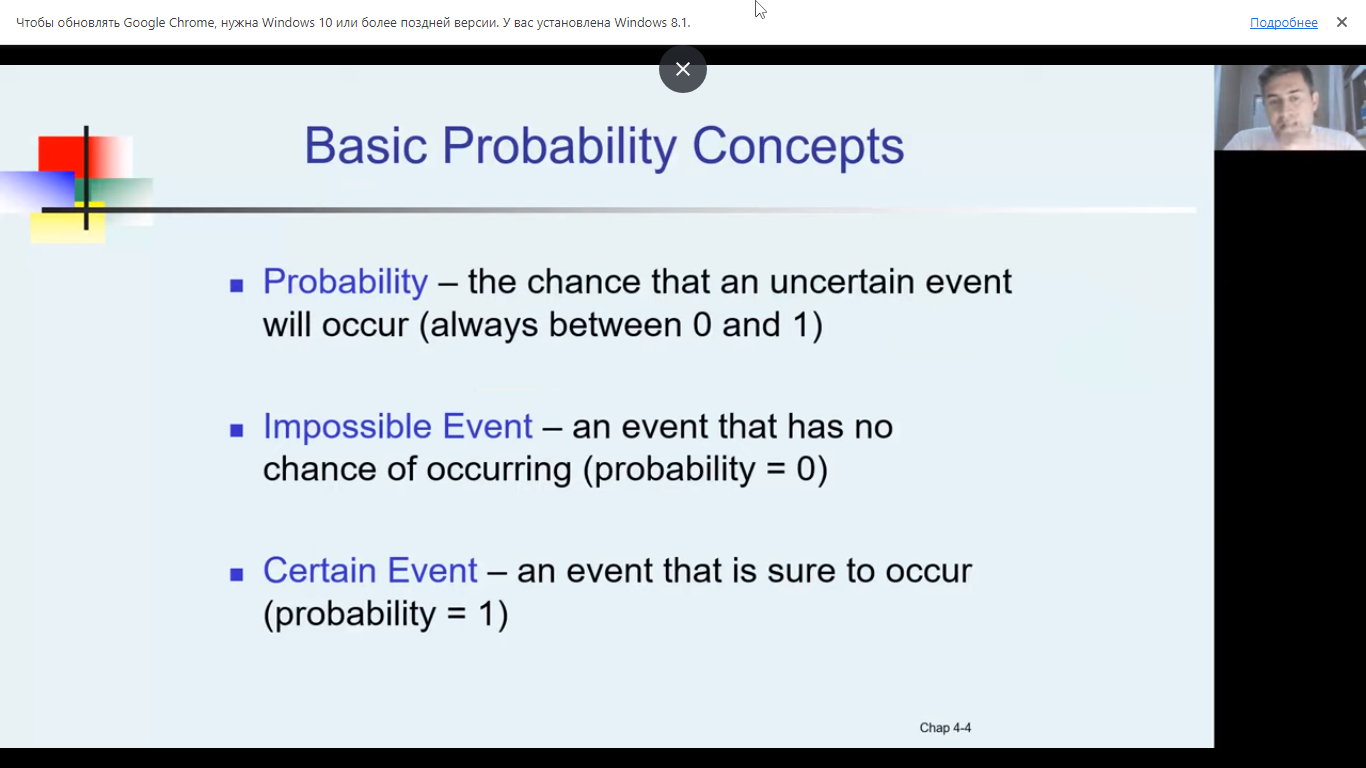 Чтобы обновлять Google Chrome, нужна Windows 10 или более поздней версии. У вас установлена Windows 8.1.
Подробнее
Basic Probability Concepts
Probability – the chance that an uncertain event
will occur (always between 0 and 1)
Impossible Event – an event that has no
chance of occurring (probability = 0)
Certain Event – an event that is sure to occur
(probability = 1)
Chap 4-4